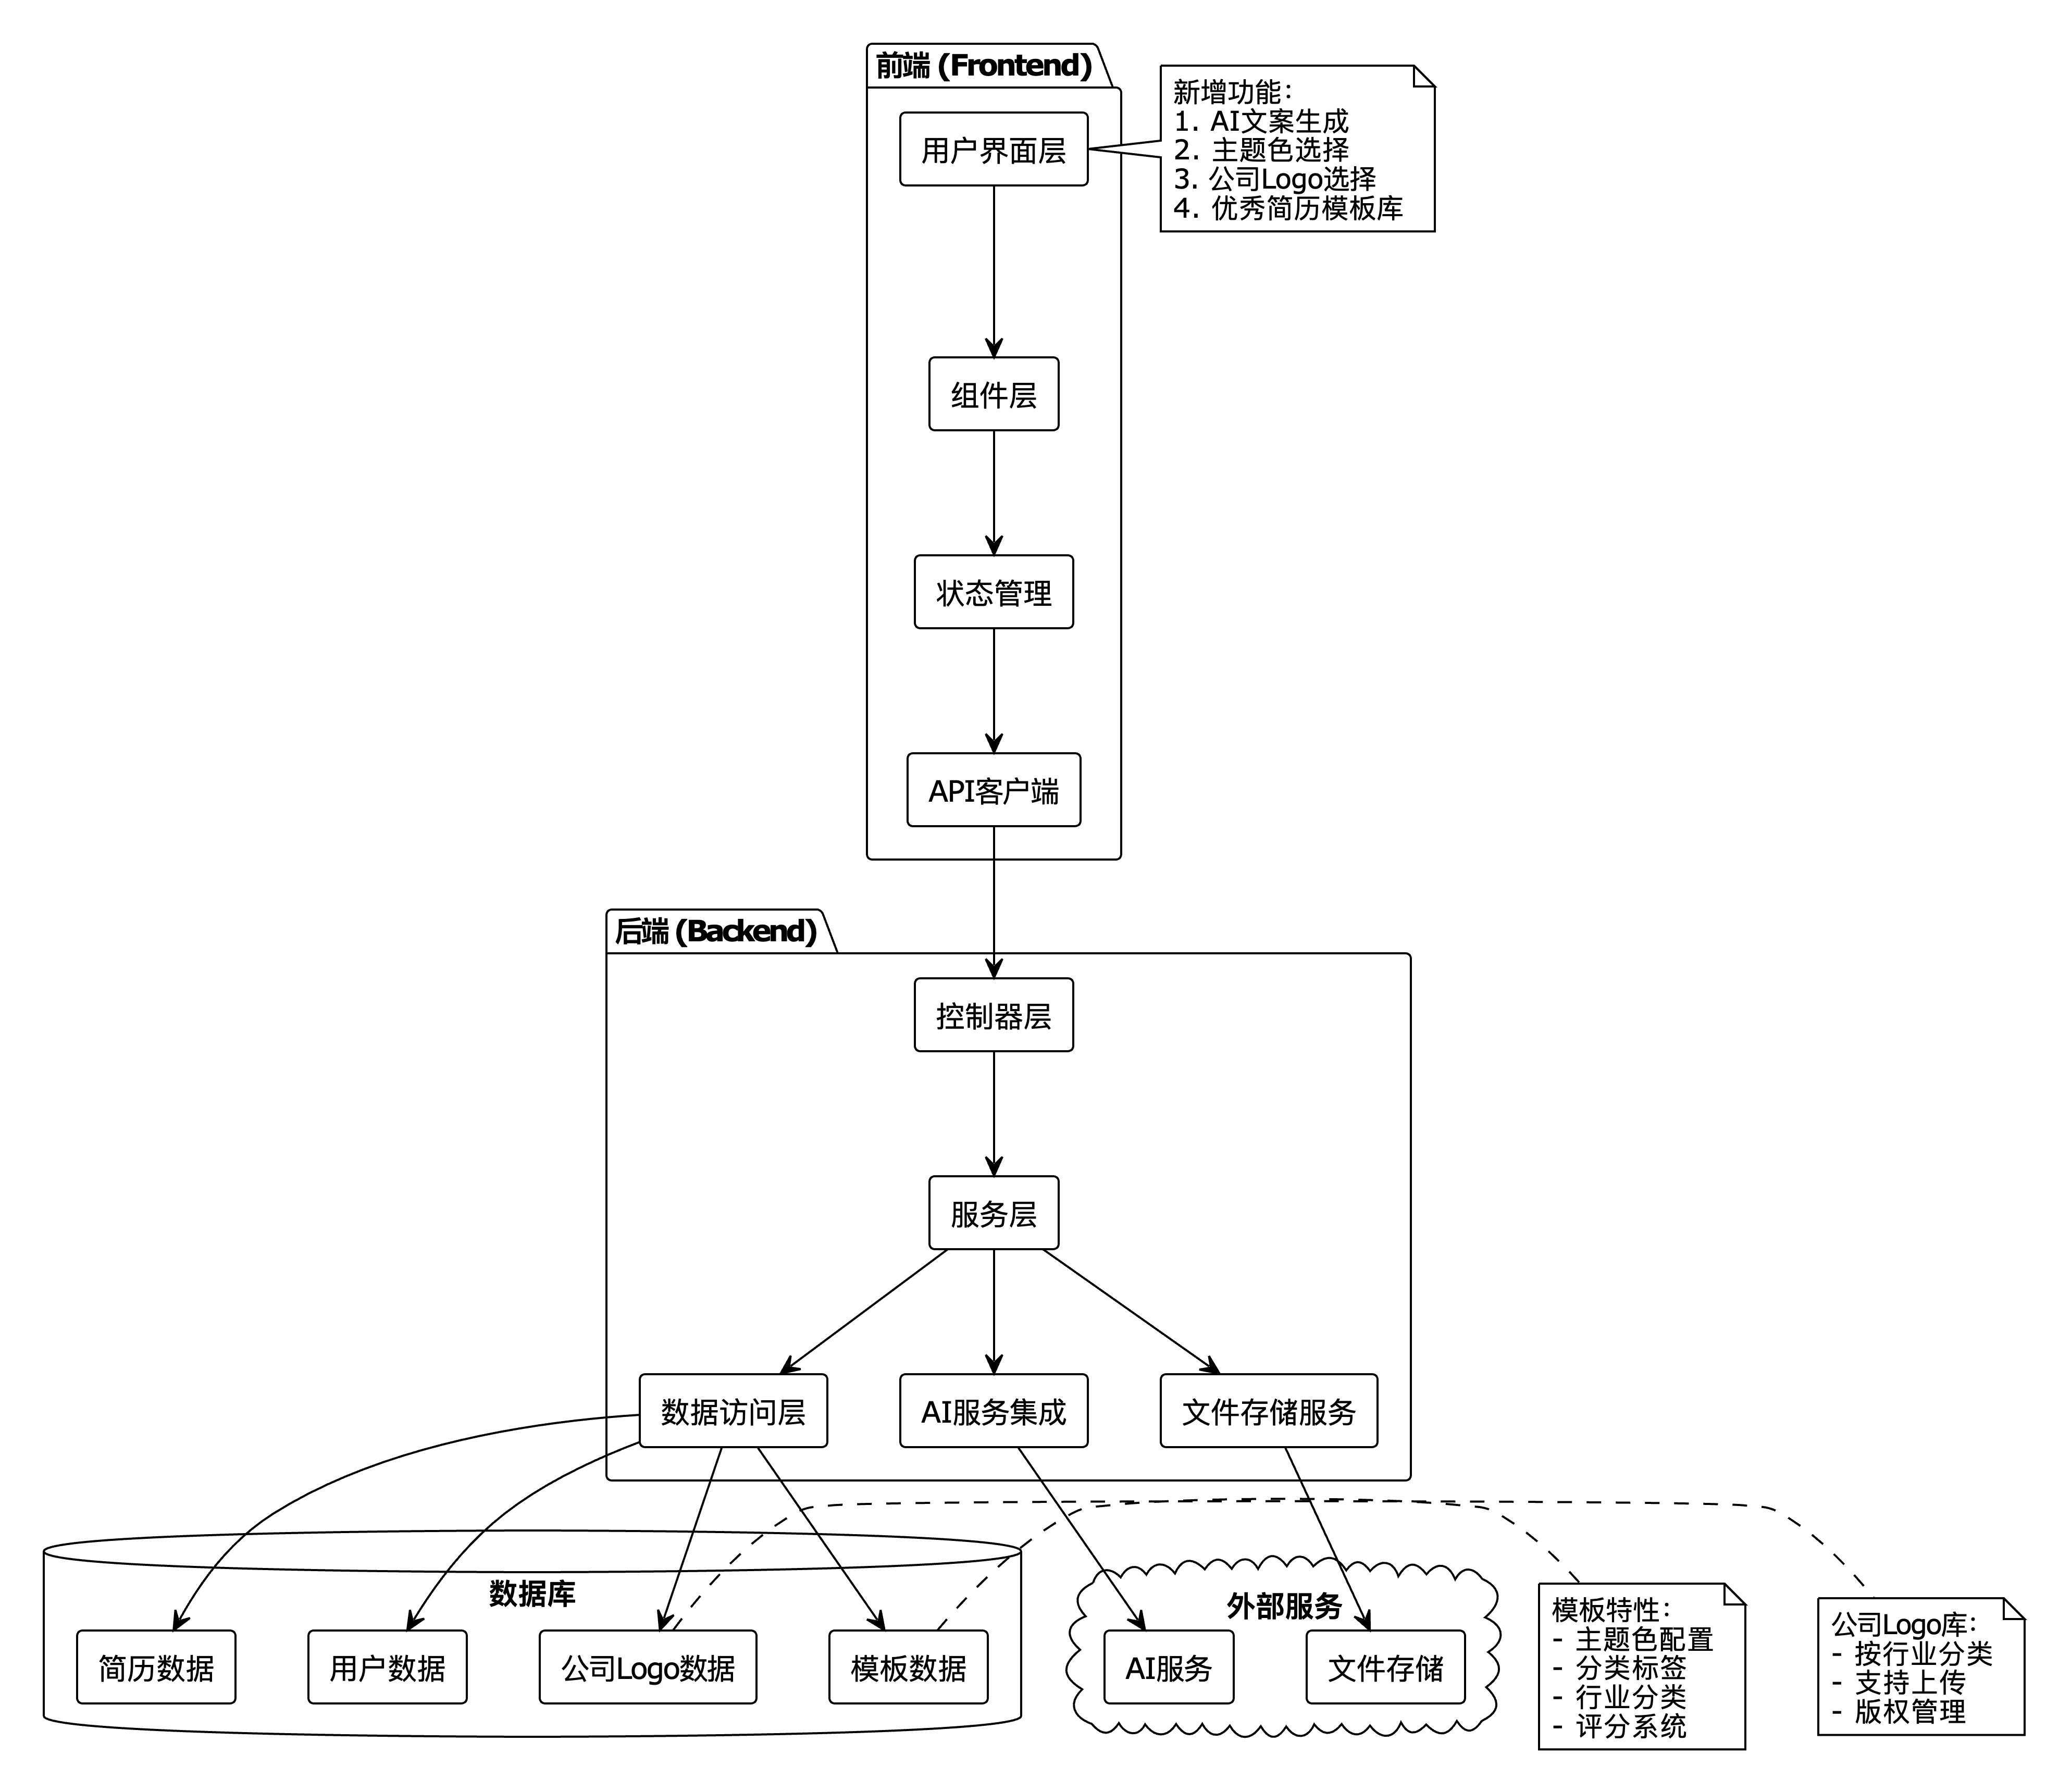 前端 (Frontend)
用户界面层
新增功能：
1. AI文案生成
2. 主题色选择
3. 公司Logo选择
4. 优秀简历模板库
组件层
状态管理
API客户端
后端 (Backend)
控制器层
服务层
数据访问层
AI服务集成
文件存储服务
数据库
简历数据
用户数据
公司Logo数据
模板数据
外部服务
AI服务
文件存储
模板特性：
- 主题色配置
- 分类标签
- 行业分类
- 评分系统
公司Logo库：
- 按行业分类
- 支持上传
- 版权管理